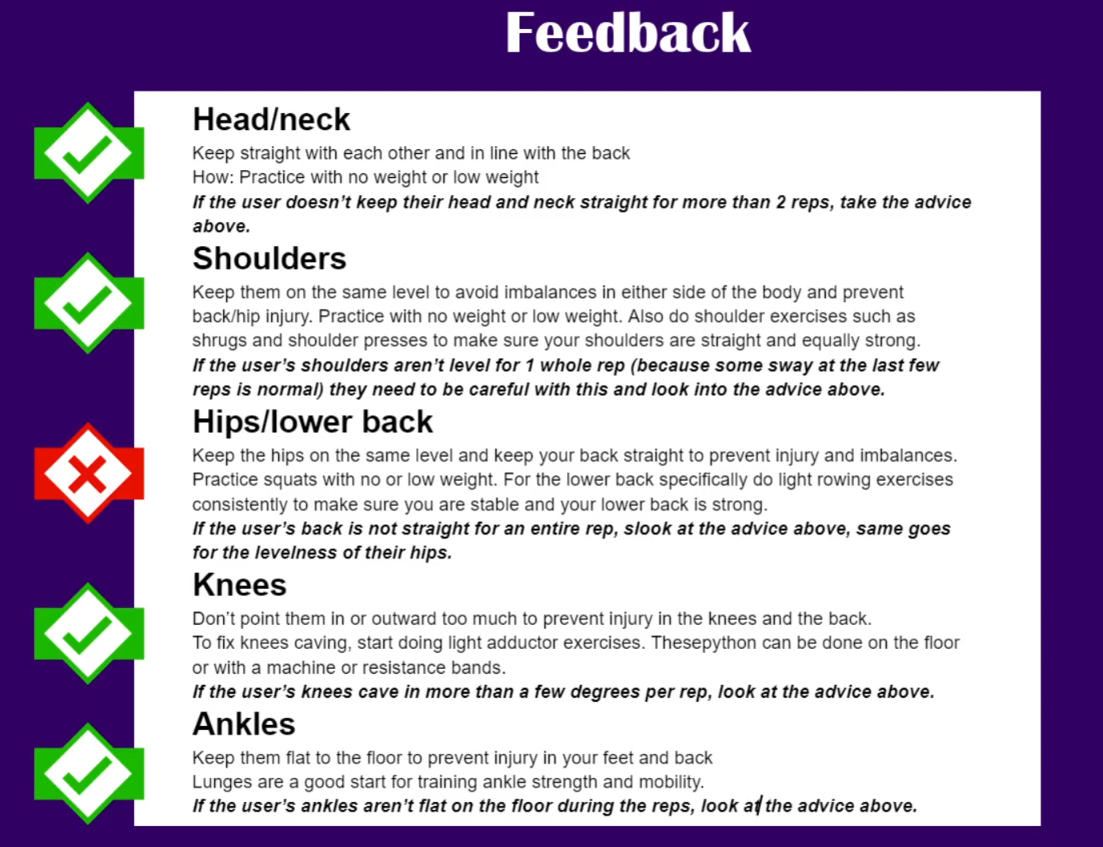 Feedback
Head/neck
Keep straight with each other and in line with the back
How: Practice with no weight or low weight
If the user doesn't keep their head and neck straight for more than 2 reps, take the advice
above.
Shoulders
Keep them on the same level to avoid imbalances in either side of the body and prevent
back/hip injury. Practice with no weight or low weight. Also do shoulder exercises such as
shrugs and shoulder presses to make sure your shoulders are straight and equally strong.
If the user's shoulders aren't level for 1 whole rep (because some sway at the last few
reps is normal) they need to be careful with this and look into the advice above.
Hips/lower back
Keep the hips on the same level and keep your back straight to prevent injury and imbalances.
Practice squats with no or low weight. For the lower back specifically do light rowing exercises
consistently to make sure you are stable and your lower back is strong.
If the user's back is not straight for an entire rep, slook at the advice above, same goes
for the levelness of their hips.
Knees
Don't point them in or outward too much to prevent injury in the knees and the back.
To fix knees caving, start doing light adductor exercises. Thesepython can be done on the floor
or with a machine or resistance bands.
If the user's knees cave in more than a few degrees per rep, look at the advice above.
Ankles
Keep them flat to the floor to prevent injury in your feet and back
Lunges are a good start for training ankle strength and mobility.
If the user's ankles aren't flat on the floor during the reps, look at the advice above.